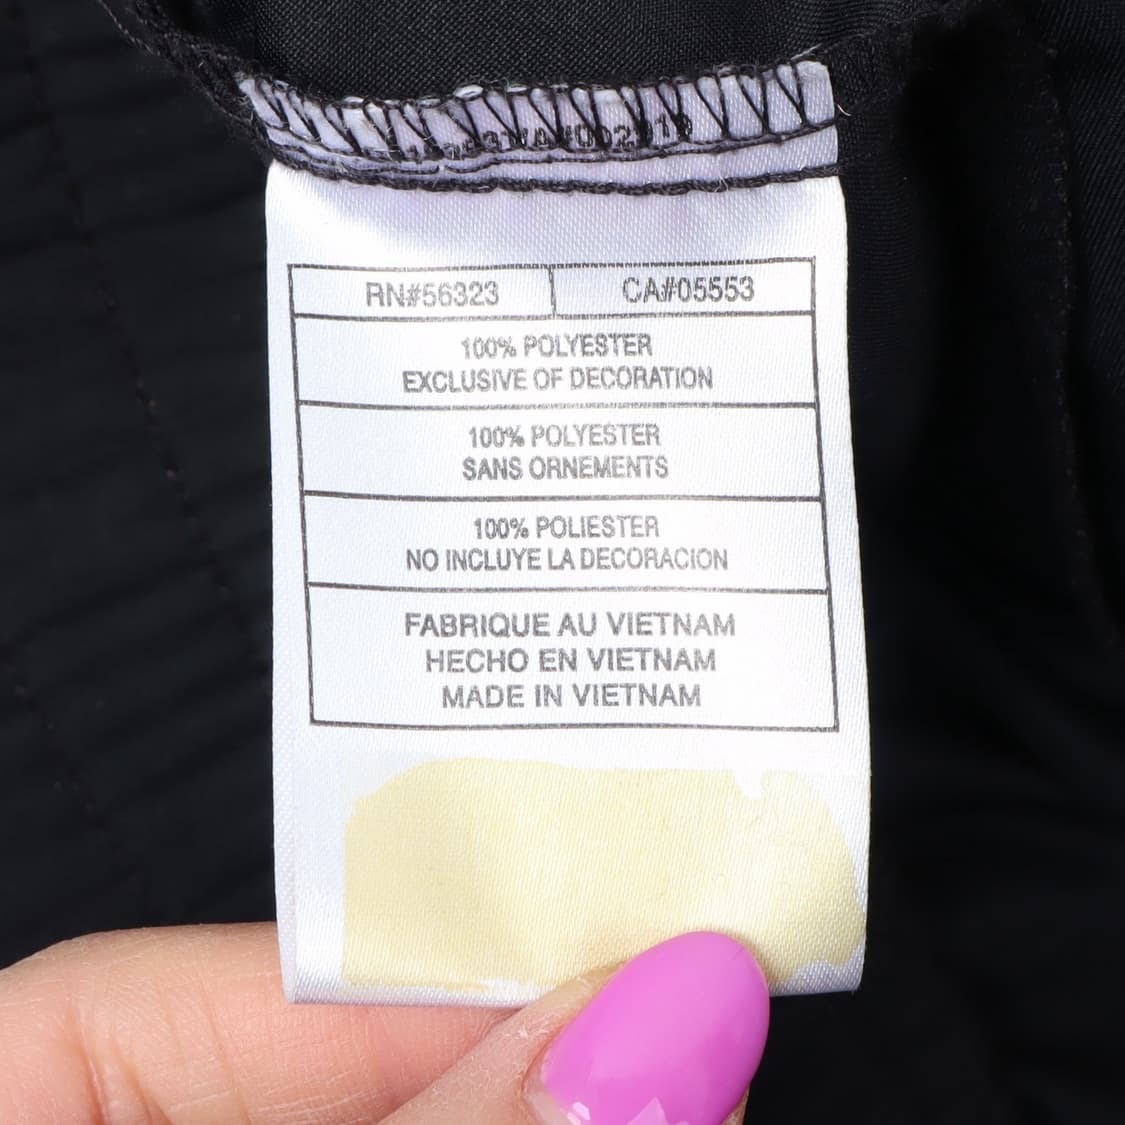 RN#56323 CA#05553
100% POLYESTER
EXCLUSIVE OF DECORATION
100% POLYESTER
SANS ORNEMENTS
100% POLIESTER
NO INCLUYE LA DECORACION
FABRIQUE AU VIETNAM
HECHO EN VIETNAM
MADE IN VIETNAM